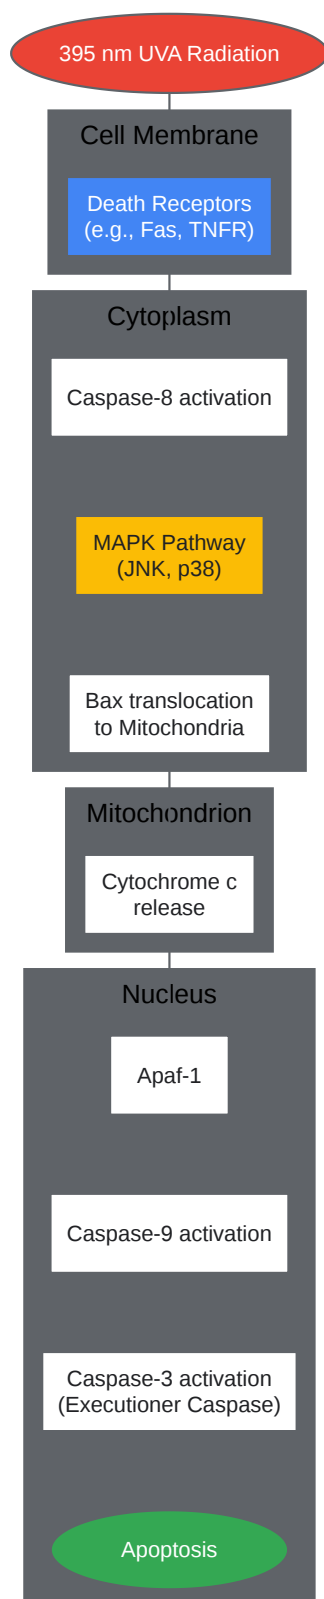 395 nm UVA Radiation
Cell Membrane
Death Receptors
(e.g., Fas, TNFR)
Cytoplasm
Caspase-8 activation
MAPK Pathway
(JNK, p38)
Bax translocation
to Mitochondria
Mitochondrion
Cytochrome c
release
Nucleus
Apaf-1
Caspase-9 activation
Caspase-3 activation
(Executioner Caspase)
Apoptosis